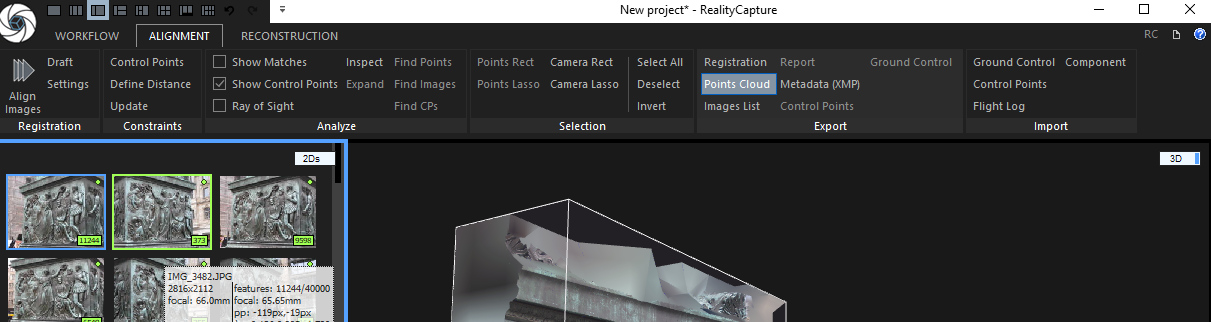 New project* - RealityCapture
WORKFLOW ALIGNMENT RECONSTRUCTION RC
Draft Control Points Show Matches Inspect Find Points Points Rect Camera Rect Select All Registration Report Ground Control Ground Control Component
Align Images Settings Define Distance Show Control Points Expand Find Images Points Lasso Camera Lasso Deselect Points Cloud Metadata (XMP) Control Points
Update Ray of Sight Find CPs Invert Images List Control Points Flight Log
Registration Constraints Analyze Selection Export Import
2Ds 3D
11244 373 9598
IMG_3482.JPG
2816x2112 features: 11244/40000
focal: 66.0mm focal: 65.65mm
pp: -119px,-19px